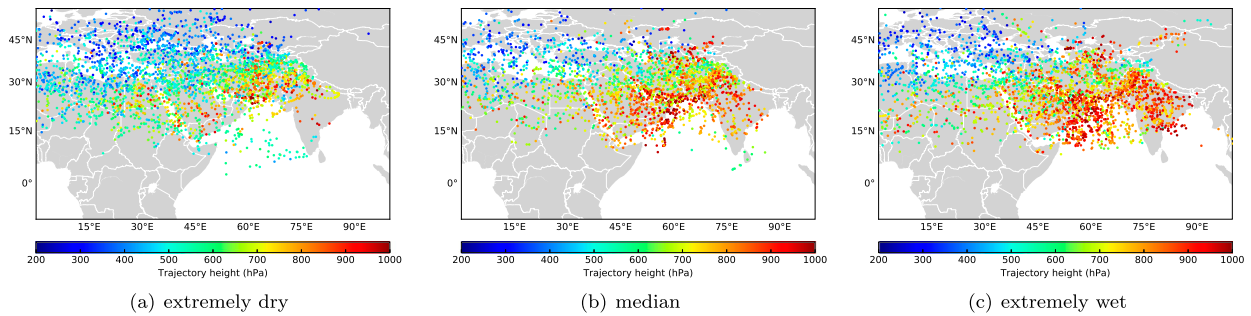 45°N
30°N
15°N
0°
15°E 30°E 45°E 60°E 75°E 90°E
200 300 400 500 600 700 800 900 1000
Trajectory height (hPa)
(a) extremely dry
45°N
30°N
15°N
0°
15°E 30°E 45°E 60°E 75°E 90°E
200 300 400 500 600 700 800 900 1000
Trajectory height (hPa)
(b) median
45°N
30°N
15°N
0°
15°E 30°E 45°E 60°E 75°E 90°E
200 300 400 500 600 700 800 900 1000
Trajectory height (hPa)
(c) extremely wet